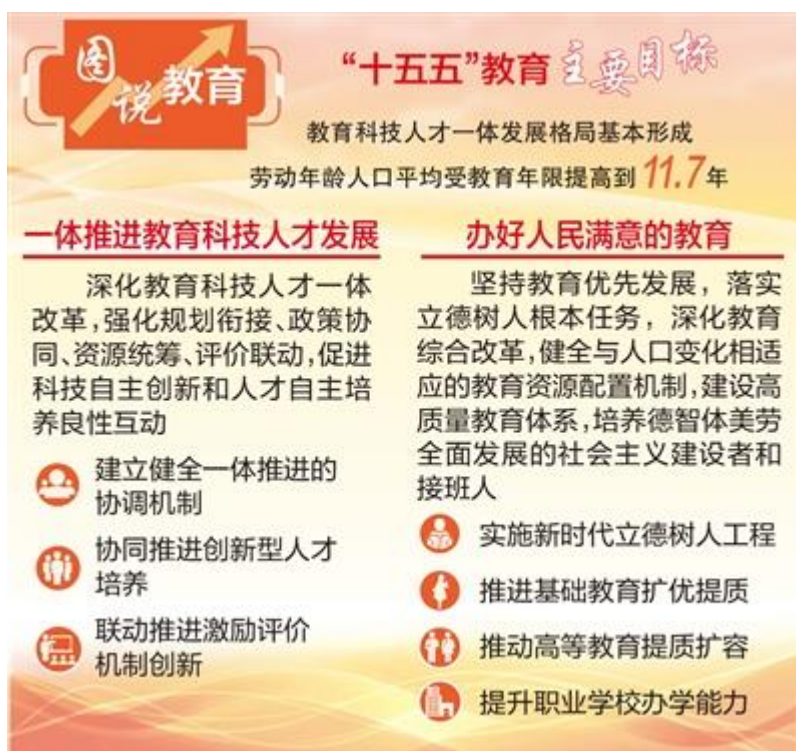 图说教育
“十五五”教育主要目标
教育科技人才一体发展格局基本形成
劳动年龄人口平均受教育年限提高到11.7年
一体推进教育科技人才发展
深化教育科技人才一体
改革,强化规划衔接、政策协
同、资源统筹、评价联动,促进
科技自主创新和人才自主培
养良性互动
建立健全一体推进的
协调机制
协同推进创新型人才
培养
联动推进激励评价
机制创新
办好人民满意的教育
坚持教育优先发展，落实
立德树人根本任务，深化教育
综合改革,健全与人口变化相适
应的教育资源配置机制,建设高
质量教育体系,培养德智体美劳
全面发展的社会主义建设者和
接班人
实施新时代立德树人工程
推进基础教育扩优提质
推动高等教育提质扩容
提升职业学校办学能力